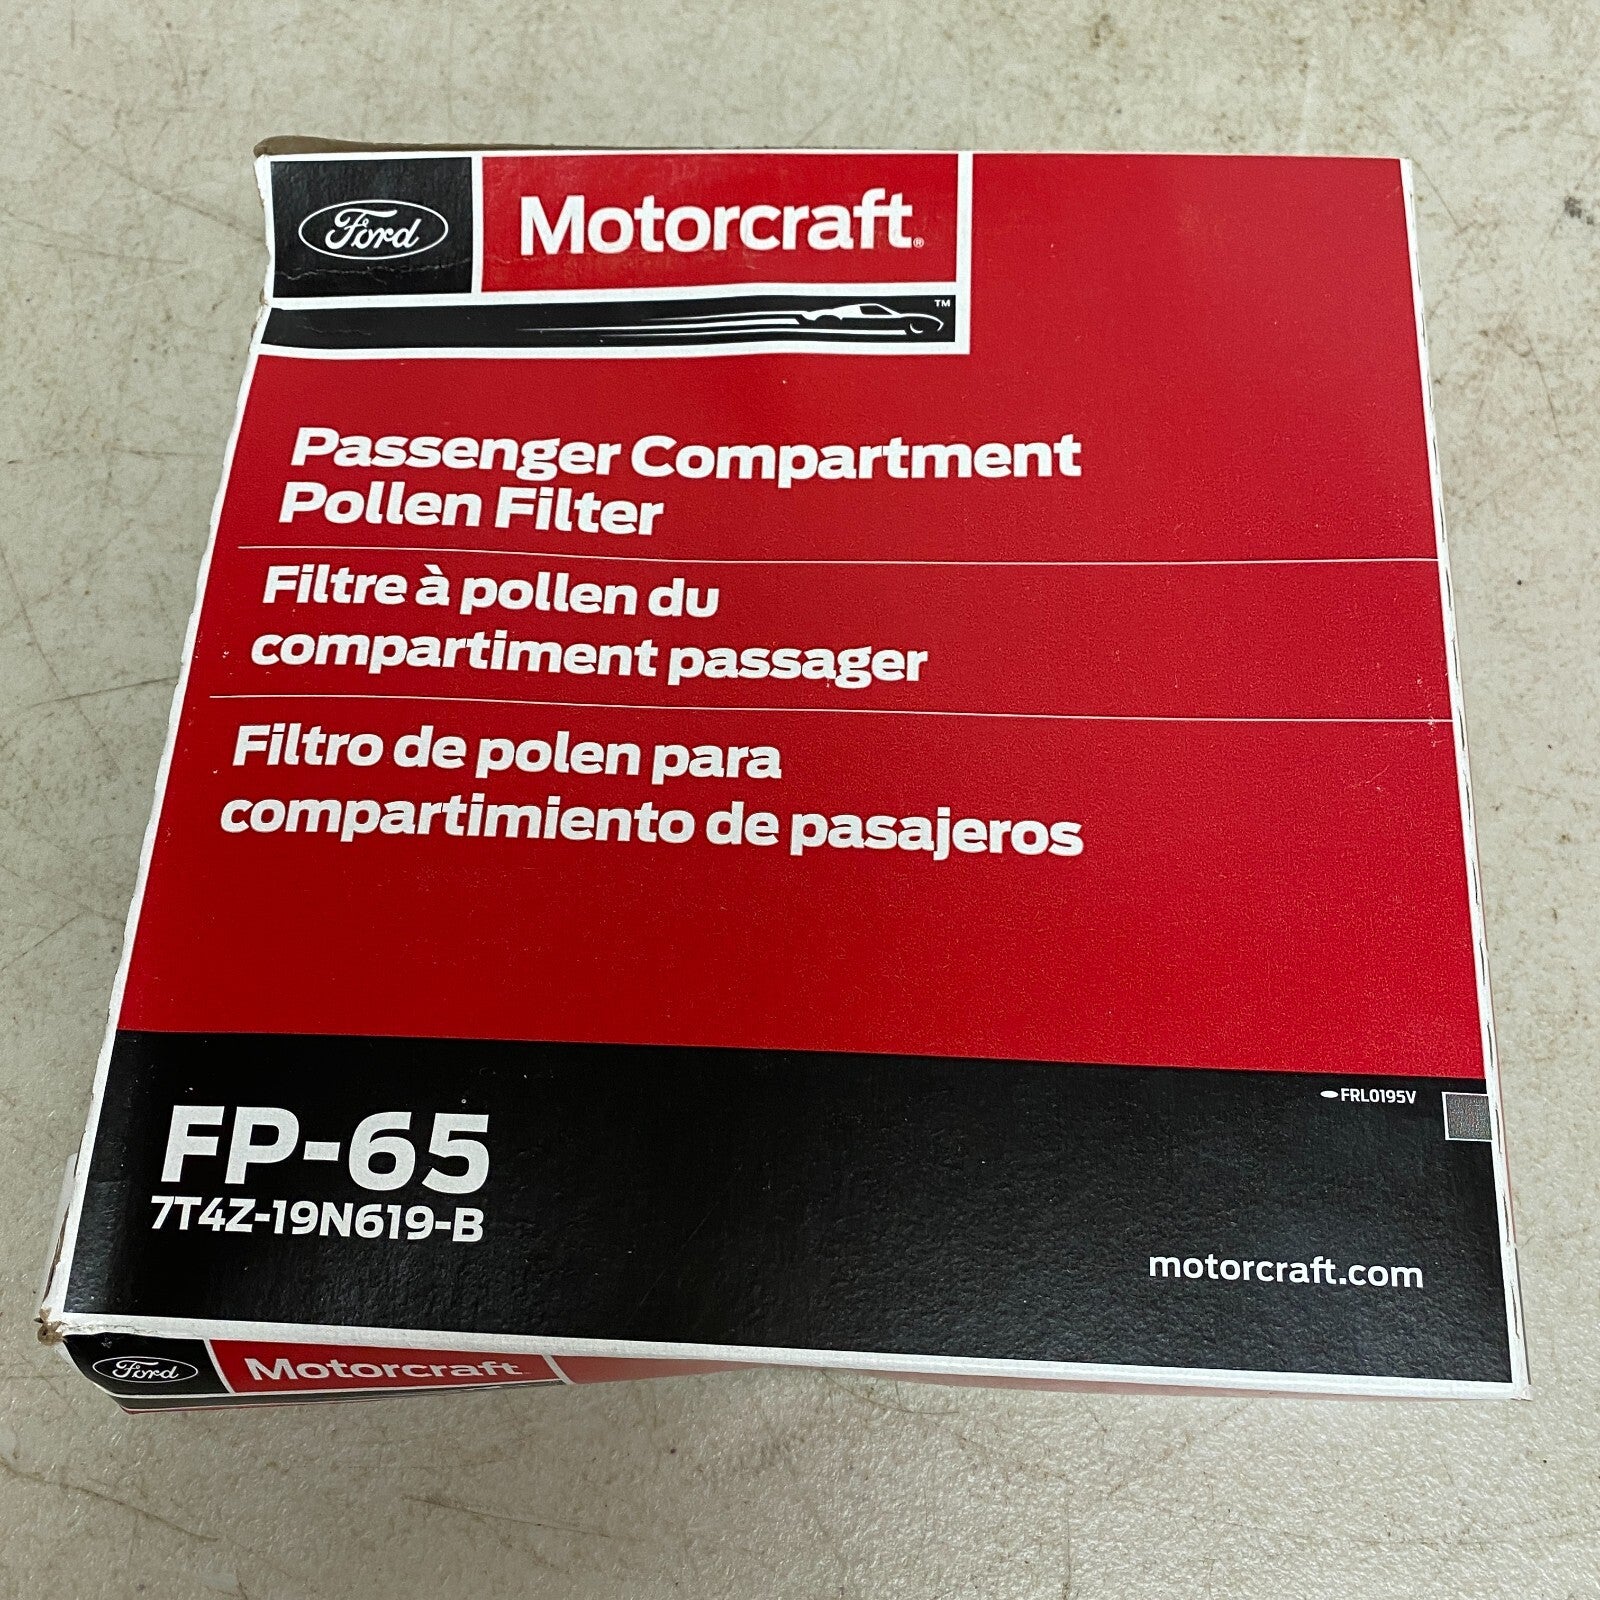 Ford
Motorcraft®
TM
Passenger Compartment
Pollen Filter
Filtre à pollen du
compartiment passager
Filtro de polen para
compartimiento de pasajeros
FRL0195V
FP-65
7T4Z-19N619-B
motorcraft.com
Ford
Motorcraft